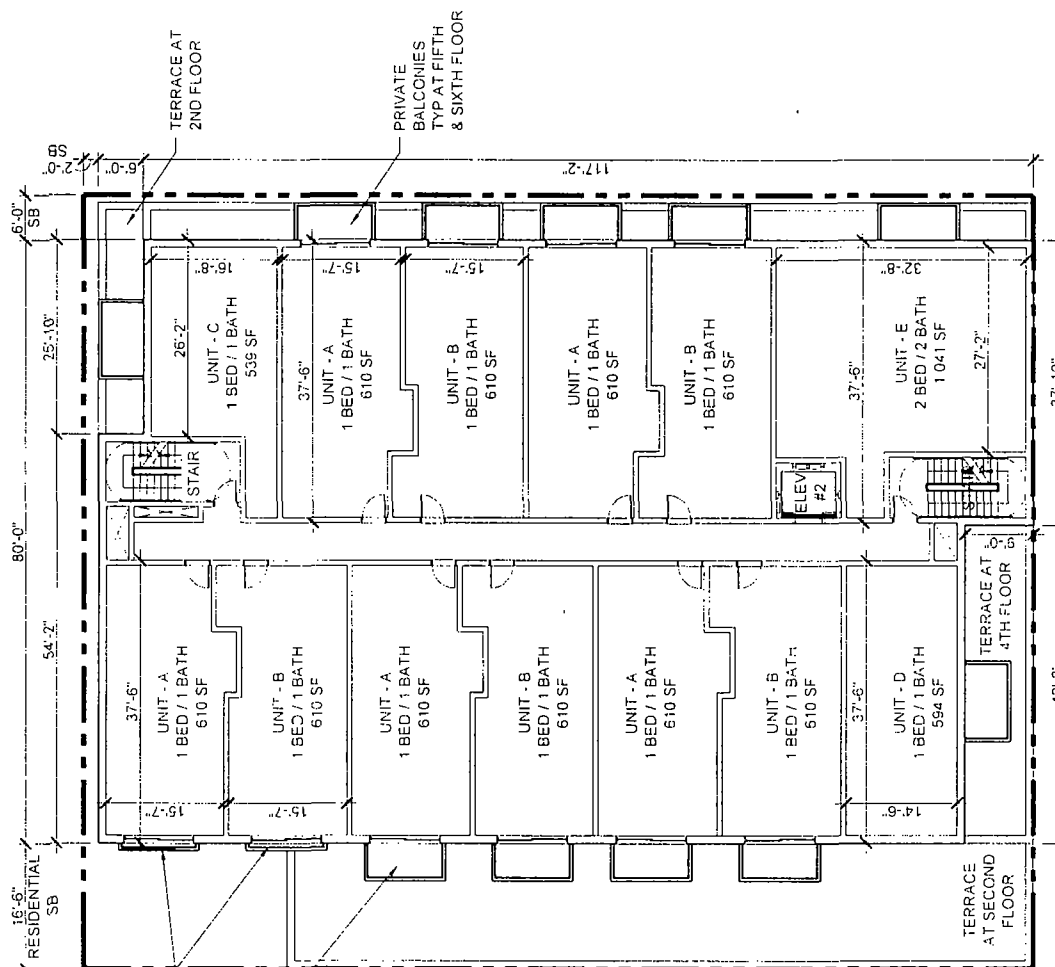 TERRACE AT
2ND FLOOR
PRIVATE
BALCONIES
TYP AT FIFTH
& SIXTH FLOOR
SB
2'-0"
6'-0"
117'-2"
6'-0"
SB
25'-10"
80'-0"
54'-2"
16'-6"
RESIDENTIAL
SB
16'-8"
26'-2"
UNIT - C
1 BED / 1 BATH
539 SF
15'-7"
37'-6"
UNIT - A
1 BED / 1 BATH
610 SF
15'-7"
UNIT - B
1 BED / 1 BATH
610 SF
UNIT - A
1 BED / 1 BATH
610 SF
UNIT - B
1 BED / 1 BATH
610 SF
32'-8"
37'-6"
UNIT - E
2 BED / 2 BATH
1 041 SF
27'-2"
STAIR
ELEV
#2
37'-6"
UNIT - A
1 BED / 1 BATH
610 SF
15'-7"
UNIT - B
1 BED / 1 BATH
610 SF
15'-7"
UNIT - A
1 BED / 1 BATH
610 SF
UNIT - B
1 BED / 1 BATH
610 SF
UNIT - A
1 BED / 1 BATH
610 SF
UNIT - B
1 BED / 1 BATH
610 SF
37'-6"
UNIT - D
1 BED / 1 BATH
594 SF
14'-6"
9'-0"
TERRACE AT
4TH FLOOR
TERRACE
AT SECOND
FLOOR